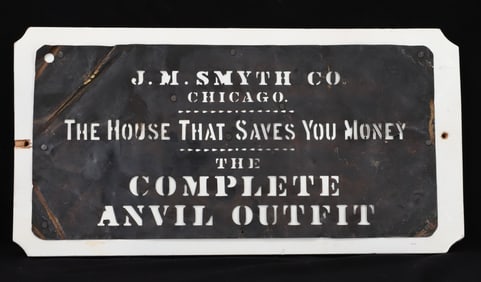 J. M. SMYTH CO.
CHICAGO.
THE HOUSE THAT SAVES YOU MONEY
THE
COMPLETE
ANVIL OUTFIT